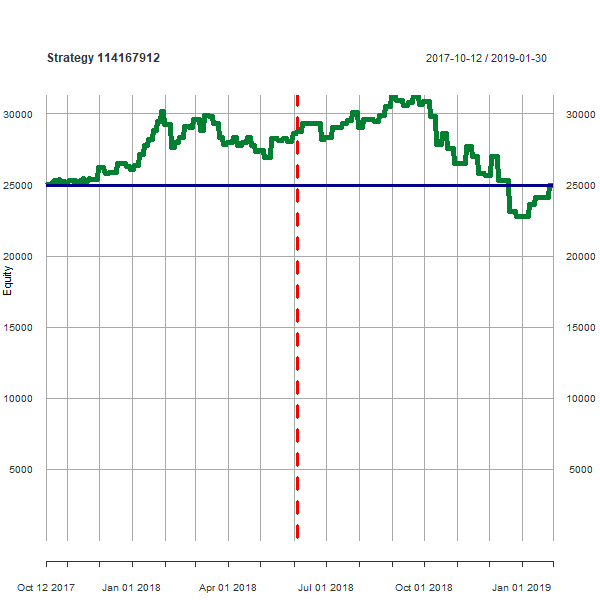 Strategy 114167912
2017-10-12 / 2019-01-30
30000
30000
25000
25000
20000
20000
Equity
15000
15000
10000
10000
5000
5000
Oct 12 2017
Jan 01 2018
Apr 01 2018
Jul 01 2018
Oct 01 2018
Jan 01 2019